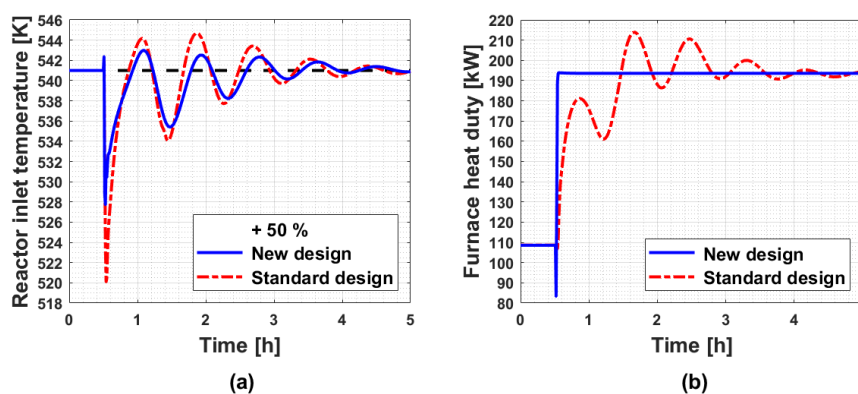 Reactor inlet temperature [K]
546
544
542
540
538
536
534
532
530
528
526
524
522
520
518
+ 50 %
New design
Standard design
0 1 2 3 4 5
Time [h]
(a)
Furnace heat duty [kW]
220
210
200
190
180
170
160
150
140
130
120
110
100
90
80
New design
Standard design
0 1 2 3 4
Time [h]
(b)